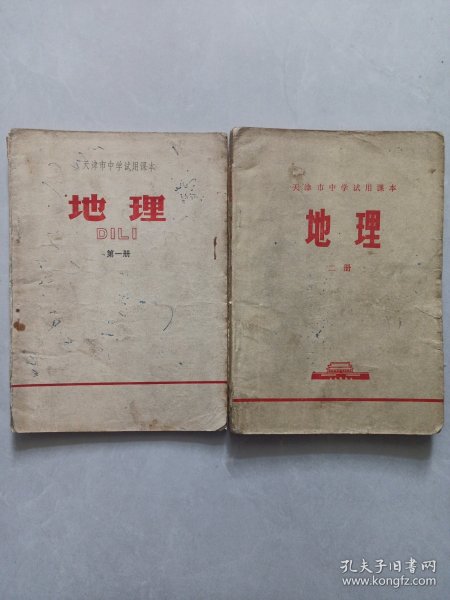 天津市中学试用课本
地理
DILI
第一册
天津市中学试用课本
地理
二册
孔夫子旧书网
www.kongfz.com